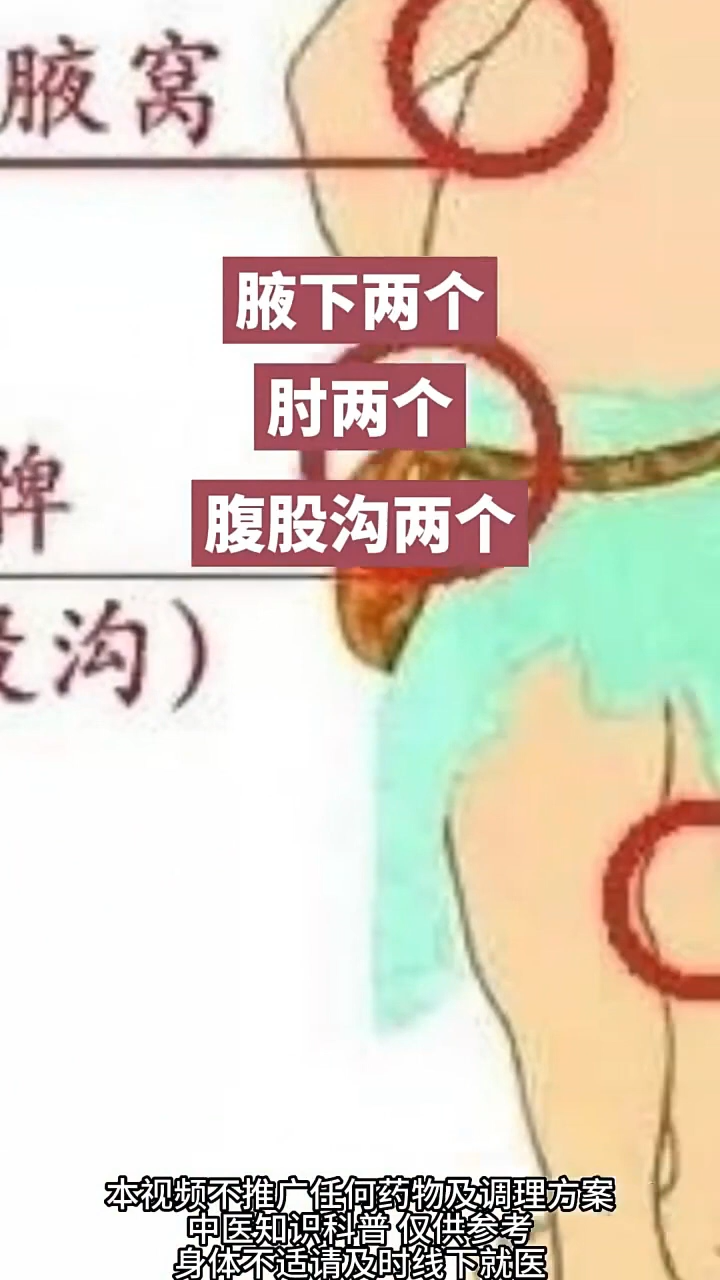 腋窝
腋下两个
肘两个
脾
腹股沟两个
沟）
本视频不推广任何药物及调理方案
中医知识科普 仅供参考
身体不适请及时线下就医